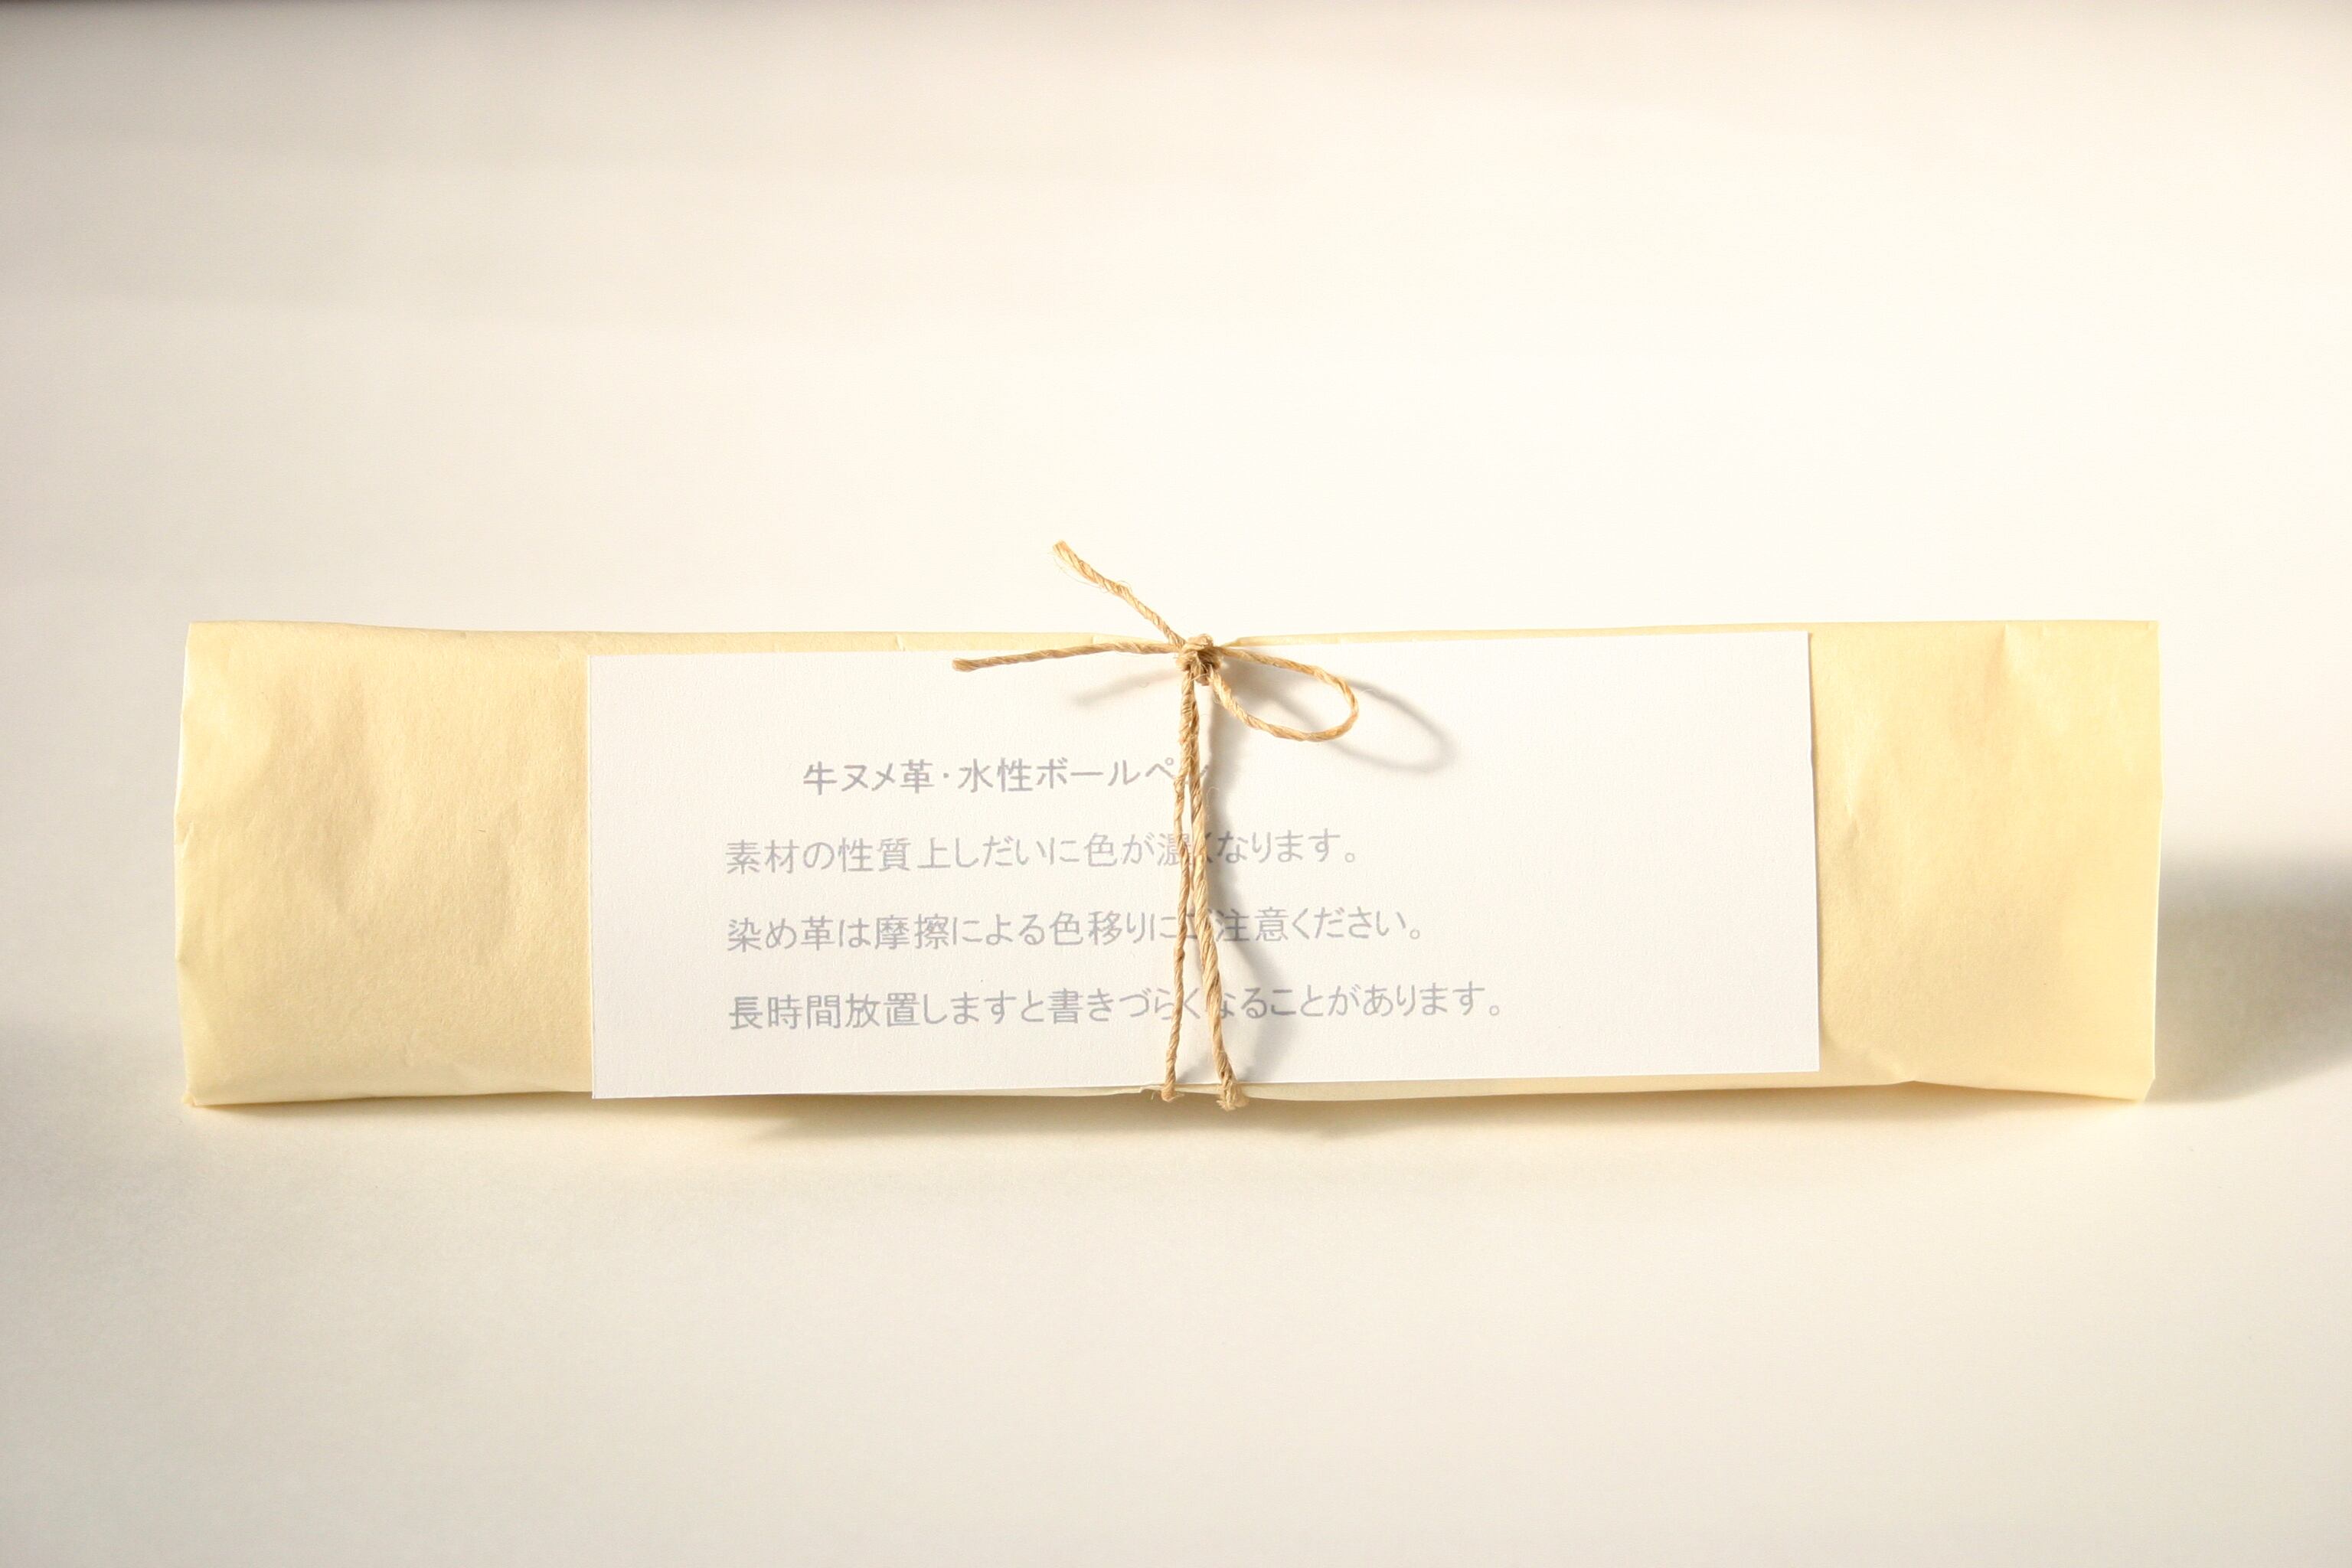 牛ヌメ革・水性ボールペン
素材の性質上しだいに色が濃くなります。
染め革は摩擦による色移りにご注意ください。
長時間放置しますと書きづらくなることがあります。